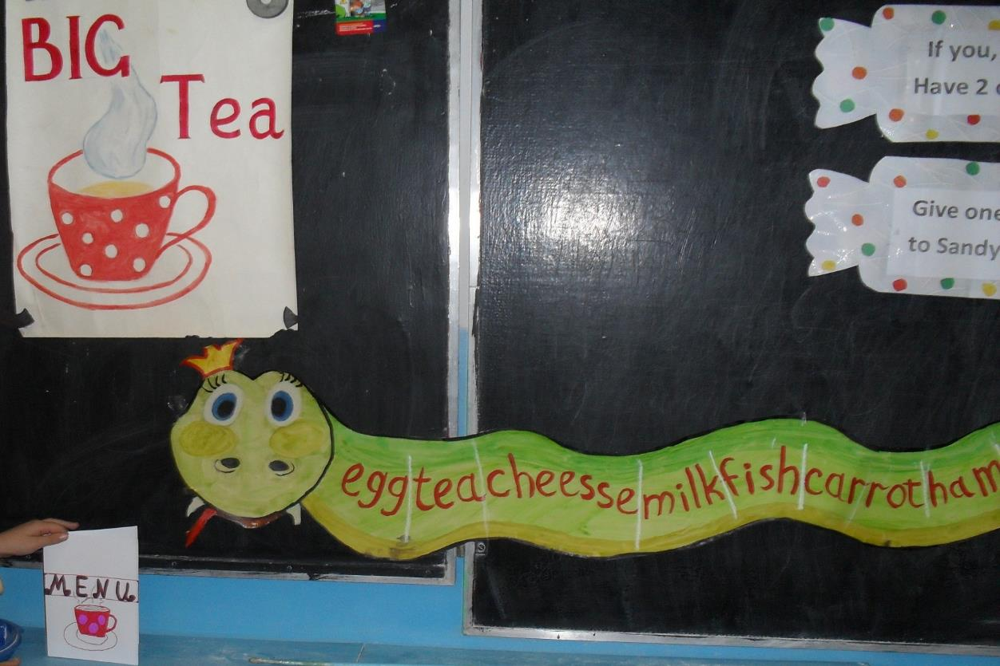 BIG
Tea
If you,
Have 2
Give one
to Sandy
eggteacheessemilkfishcarrotham
MENU